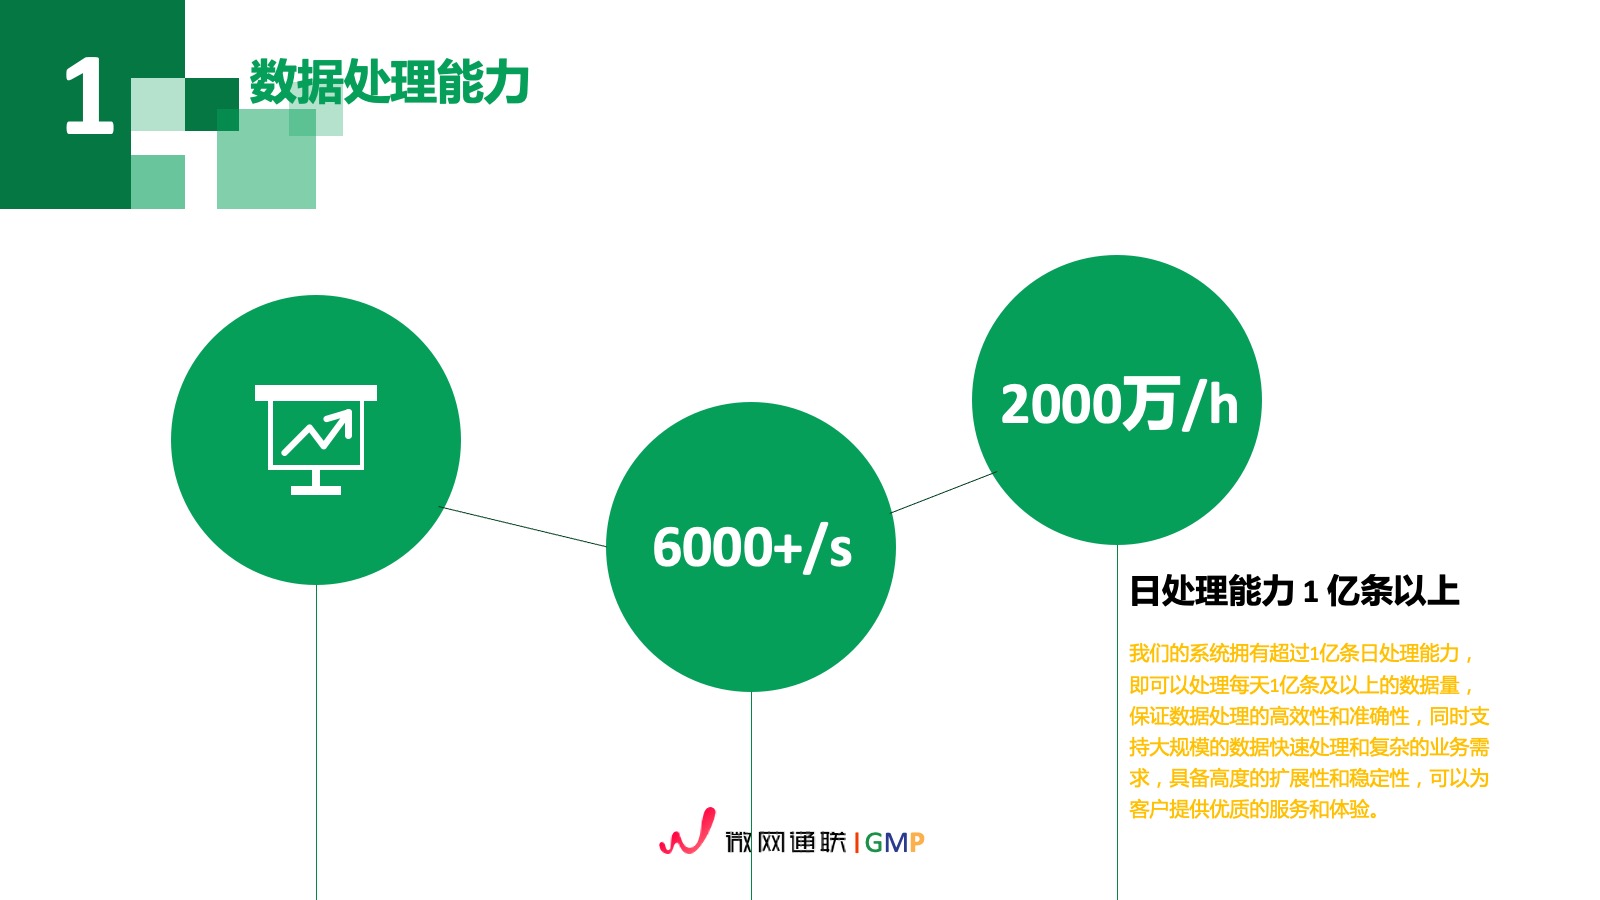 1
数据处理能力
6000+/s
2000万/h
日处理能力 1 亿条以上
我们的系统拥有超过1亿条日处理能力，
即可以处理每天1亿条及以上的数据量，
保证数据处理的高效性和准确性，同时支
持大规模的数据快速处理和复杂的业务需
求，具备高度的扩展性和稳定性，可以为
客户提供优质的服务和体验。
微网通联|GMP